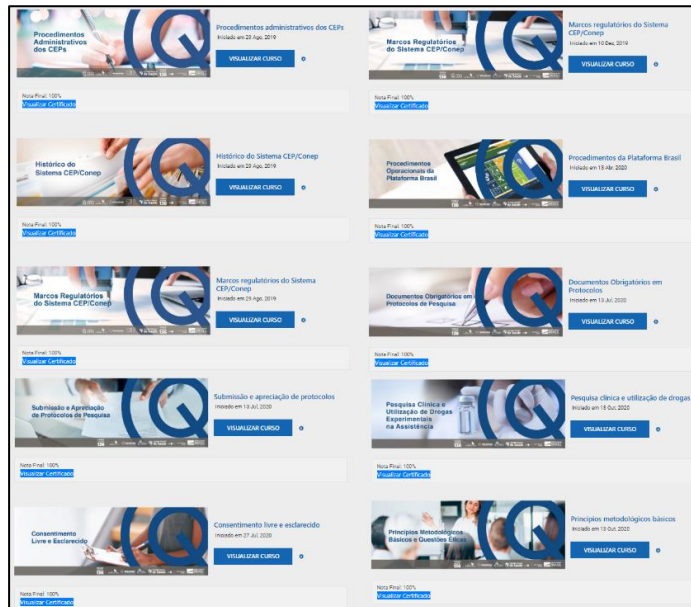 Procedimentos
Administrativos
dos CEPs
Procedimentos administrativos dos CEPs
Iniciado em 29 Ago, 2019
VISUALIZAR CURSO
Nota Final: 100%
Visualizar Certificado
Marcos Regulatórios
do Sistema CEP/Conep
Marcos regulatórios do Sistema
CEP/Conep
Iniciado em 10 Dez, 2019
VISUALIZAR CURSO
Nota Final: 100%
Visualizar Certificado
Histórico do
Sistema CEP/Conep
Histórico do Sistema CEP/Conep
Iniciado em 29 Ago, 2019
VISUALIZAR CURSO
Nota Final: 100%
Visualizar Certificado
Procedimentos
Operacionais da
Plataforma Brasil
Procedimentos da Plataforma Brasil
Iniciado em 15 Abr, 2020
VISUALIZAR CURSO
Nota Final: 100%
Visualizar Certificado
Marcos Regulatórios
do Sistema CEP/Conep
Marcos regulatórios do Sistema
CEP/Conep
Iniciado em 29 Ago, 2019
VISUALIZAR CURSO
Nota Final: 100%
Visualizar Certificado
Documentos Obrigatórios em
Protocolos de Pesquisa
Documentos Obrigatórios em
Protocolos
Iniciado em 13 Jul, 2020
VISUALIZAR CURSO
Nota Final: 100%
Visualizar Certificado
Submissão e Apreciação
de Protocolos de Pesquisa
Submissão e apreciação de protocolos
Iniciado em 13 Jul, 2020
VISUALIZAR CURSO
Nota Final: 100%
Visualizar Certificado
Pesquisa Clínica e
Utilização de Drogas
Experimentais
na Assistência
Pesquisa clínica e utilização de drogas
Iniciado em 15 Out, 2020
VISUALIZAR CURSO
Nota Final: 100%
Visualizar Certificado
Consentimento
Livre e Esclarecido
Consentimento livre e esclarecido
Iniciado em 27 Jul, 2020
VISUALIZAR CURSO
Nota Final: 100%
Visualizar Certificado
Princípios Metodológicos
Básicos e Questões Éticas
Princípios metodológicos básicos
Iniciado em 13 Out, 2020
VISUALIZAR CURSO
Nota Final: 100%
Visualizar Certificado